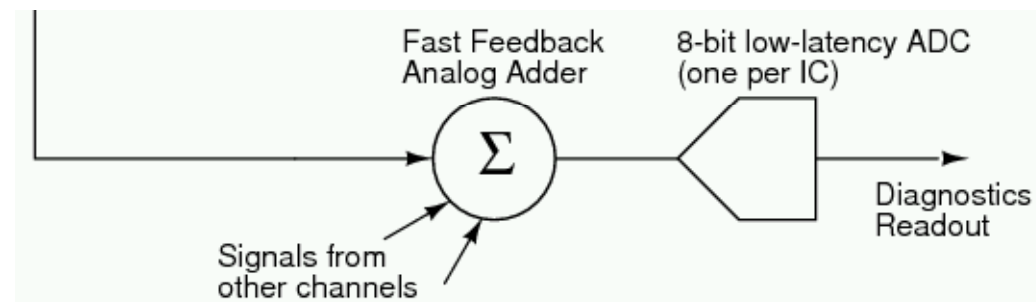 Fast Feedback
Analog Adder
8-bit low-latency ADC
(one per IC)
Σ
Diagnostics
Readout
Signals from
other channels